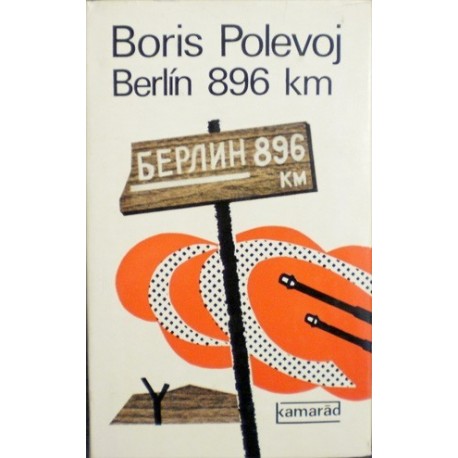 Boris Polevoj
Berlín 896 km
БЕРЛИН 896
КМ
kamarád